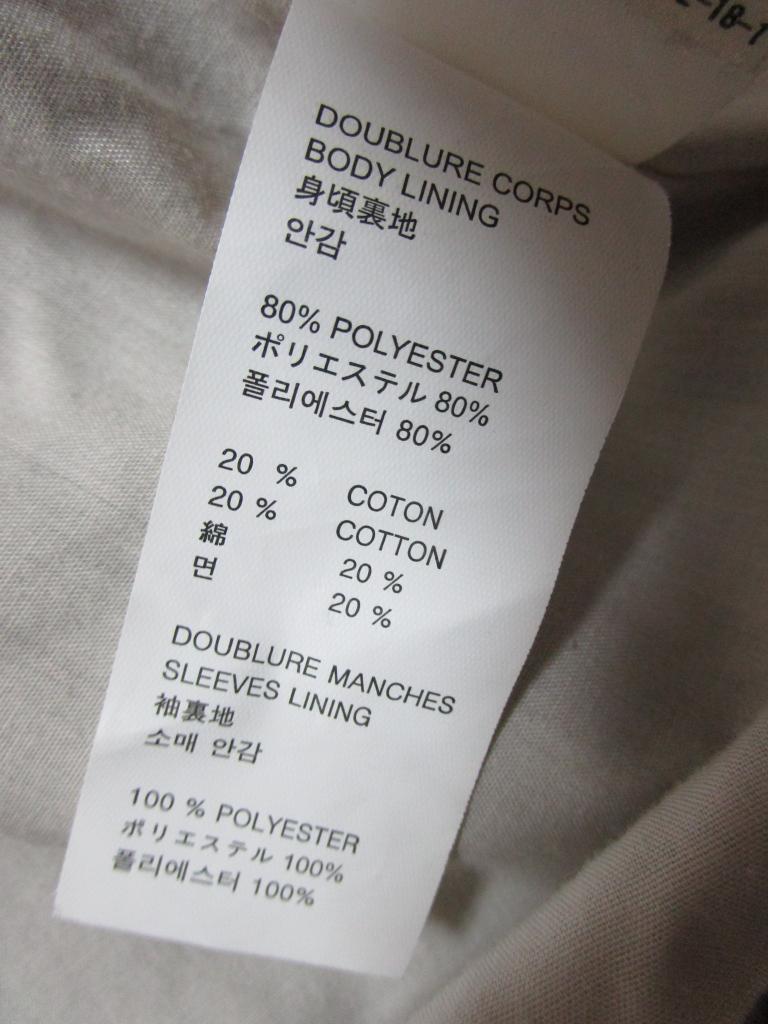 DOUBLURE CORPS
BODY LINING
身頃裏地
안감
80% POLYESTER
ポリエステル 80%
폴리에스터 80%
20 % COTON
20 % COTTON
綿 20 %
면 20 %
DOUBLURE MANCHES
SLEEVES LINING
袖裏地
소매 안감
100 % POLYESTER
ポリエステル 100%
폴리에스터 100%